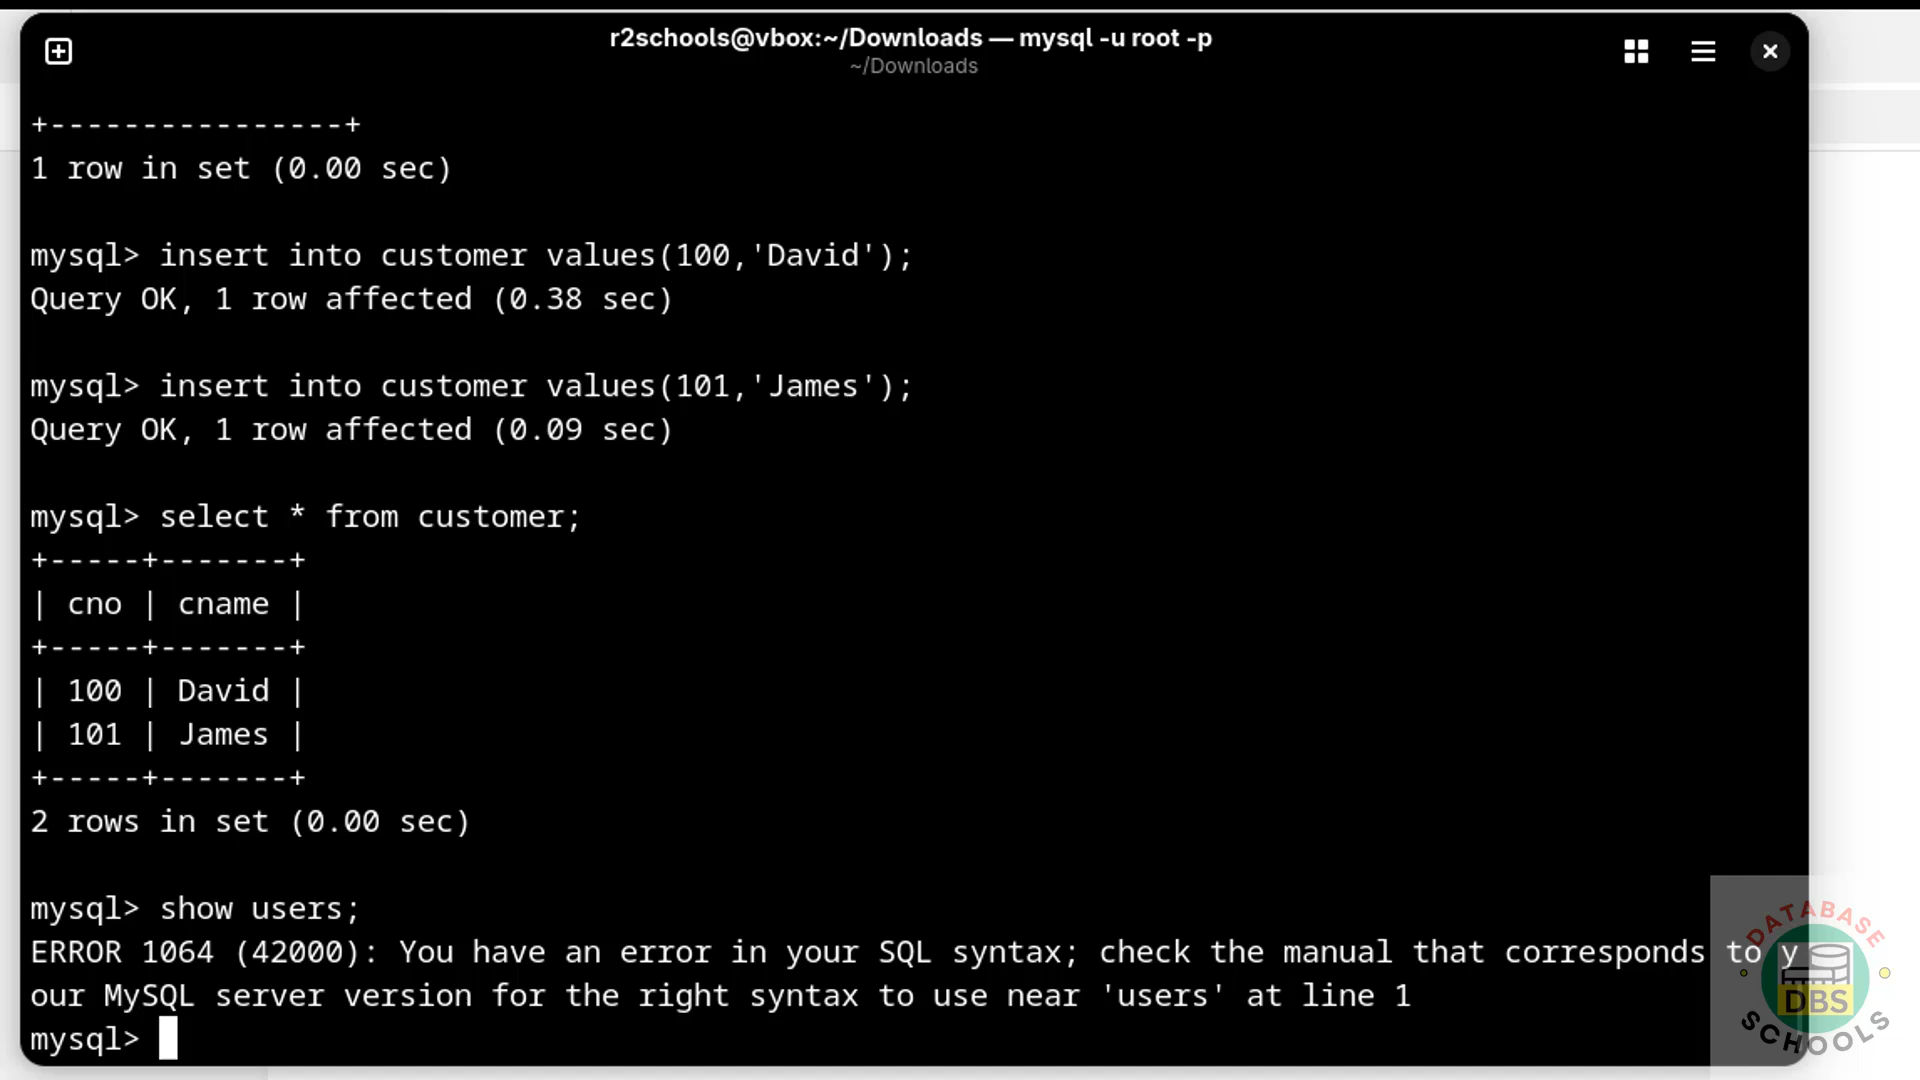 r2schools@vbox:~/Downloads — mysql -u root -p
~/Downloads
+----------------+
1 row in set (0.00 sec)
mysql> insert into customer values(100,'David');
Query OK, 1 row affected (0.38 sec)
mysql> insert into customer values(101,'James');
Query OK, 1 row affected (0.09 sec)
mysql> select * from customer;
+-----+-------+
| cno | cname |
+-----+-------+
| 100 | David |
| 101 | James |
+-----+-------+
2 rows in set (0.00 sec)
mysql> show users;
ERROR 1064 (42000): You have an error in your SQL syntax; check the manual that corresponds to y
our MySQL server version for the right syntax to use near 'users' at line 1
mysql>
DATABASE
DBS
SCHOOLS